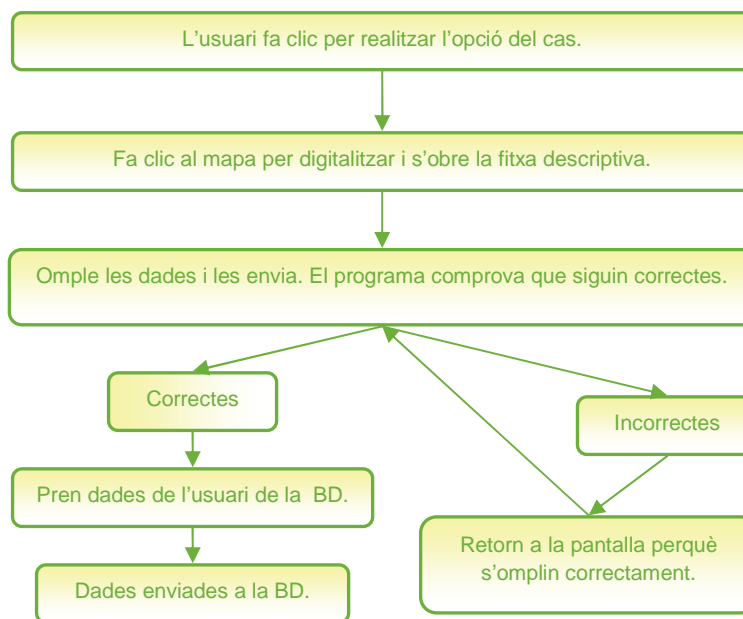 L'usuari fa clic per realitzar l'opció del cas.
Fa clic al mapa per digitalitzar i s'obre la fitxa descriptiva.
Omple les dades i les envia. El programa comprova que siguin correctes.
Correctes
Incorrectes
Pren dades de l'usuari de la BD.
Retorn a la pantalla perquè
s'omplin correctament.
Dades enviades a la BD.